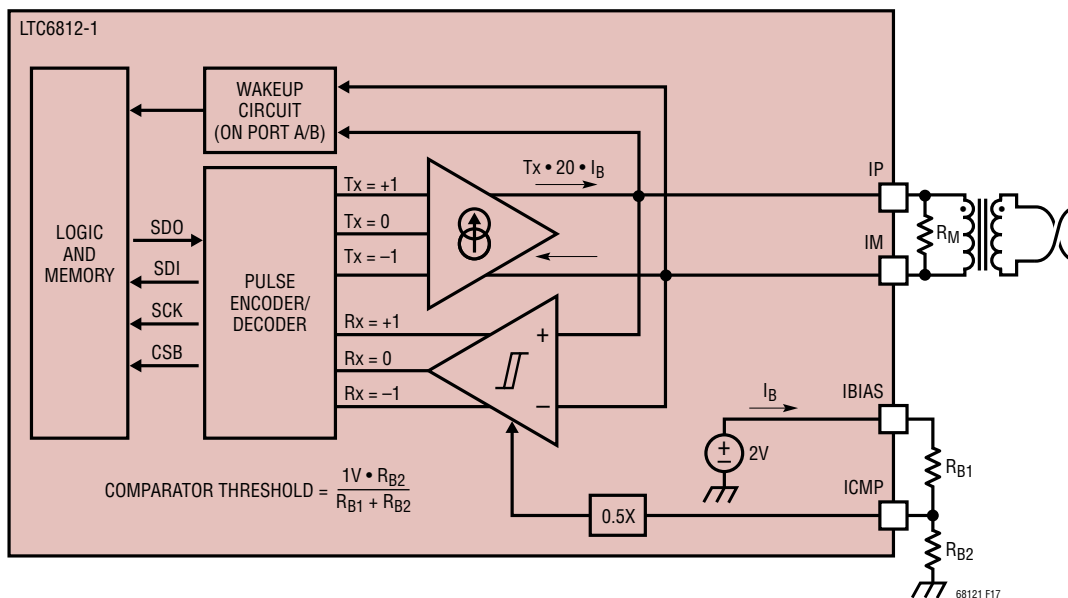 LTC6812-1
WAKEUP
CIRCUIT
(ON PORT A/B)
Tx • 20 • IB
IP
Tx = +1
LOGIC
AND
MEMORY
SDO
Tx = 0
RM
IM
SDI
Tx = –1
PULSE
ENCODER/
DECODER
SCK
Rx = +1
+
CSB
Rx = 0
Rx = –1
–
IB
IBIAS
+
–
2V
RB1
COMPARATOR THRESHOLD = 1V • RB2
RB1 + RB2
ICMP
0.5X
RB2
68121 F17